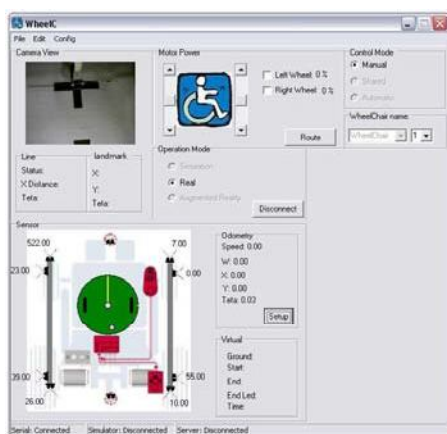 WheelC
File Edit Config
Camera View
Motor Power
Left Wheel: 0 %
Right Wheel: 0 %
Route
Control Mode
Manual
Shared
Automatic
WheelChair name:
WheelChair 1
Line
Status:
X Distance:
Teta:
landmark
X:
Y:
Teta:
Operation Mode
Simulation
Real
Augmented Reality
Disconnect
Sensor
522.00
7.00
23.00
0.00
39.00
55.00
26.00
10.00
Odometry
Speed: 0.00
W: 0.00
X: 0.00
Y: 0.00
Teta: 0.03
Setup
Virtual
Ground:
Start:
End:
End Led:
Time:
Serial: Connected Simulator: Disconnected Server: Disconnected